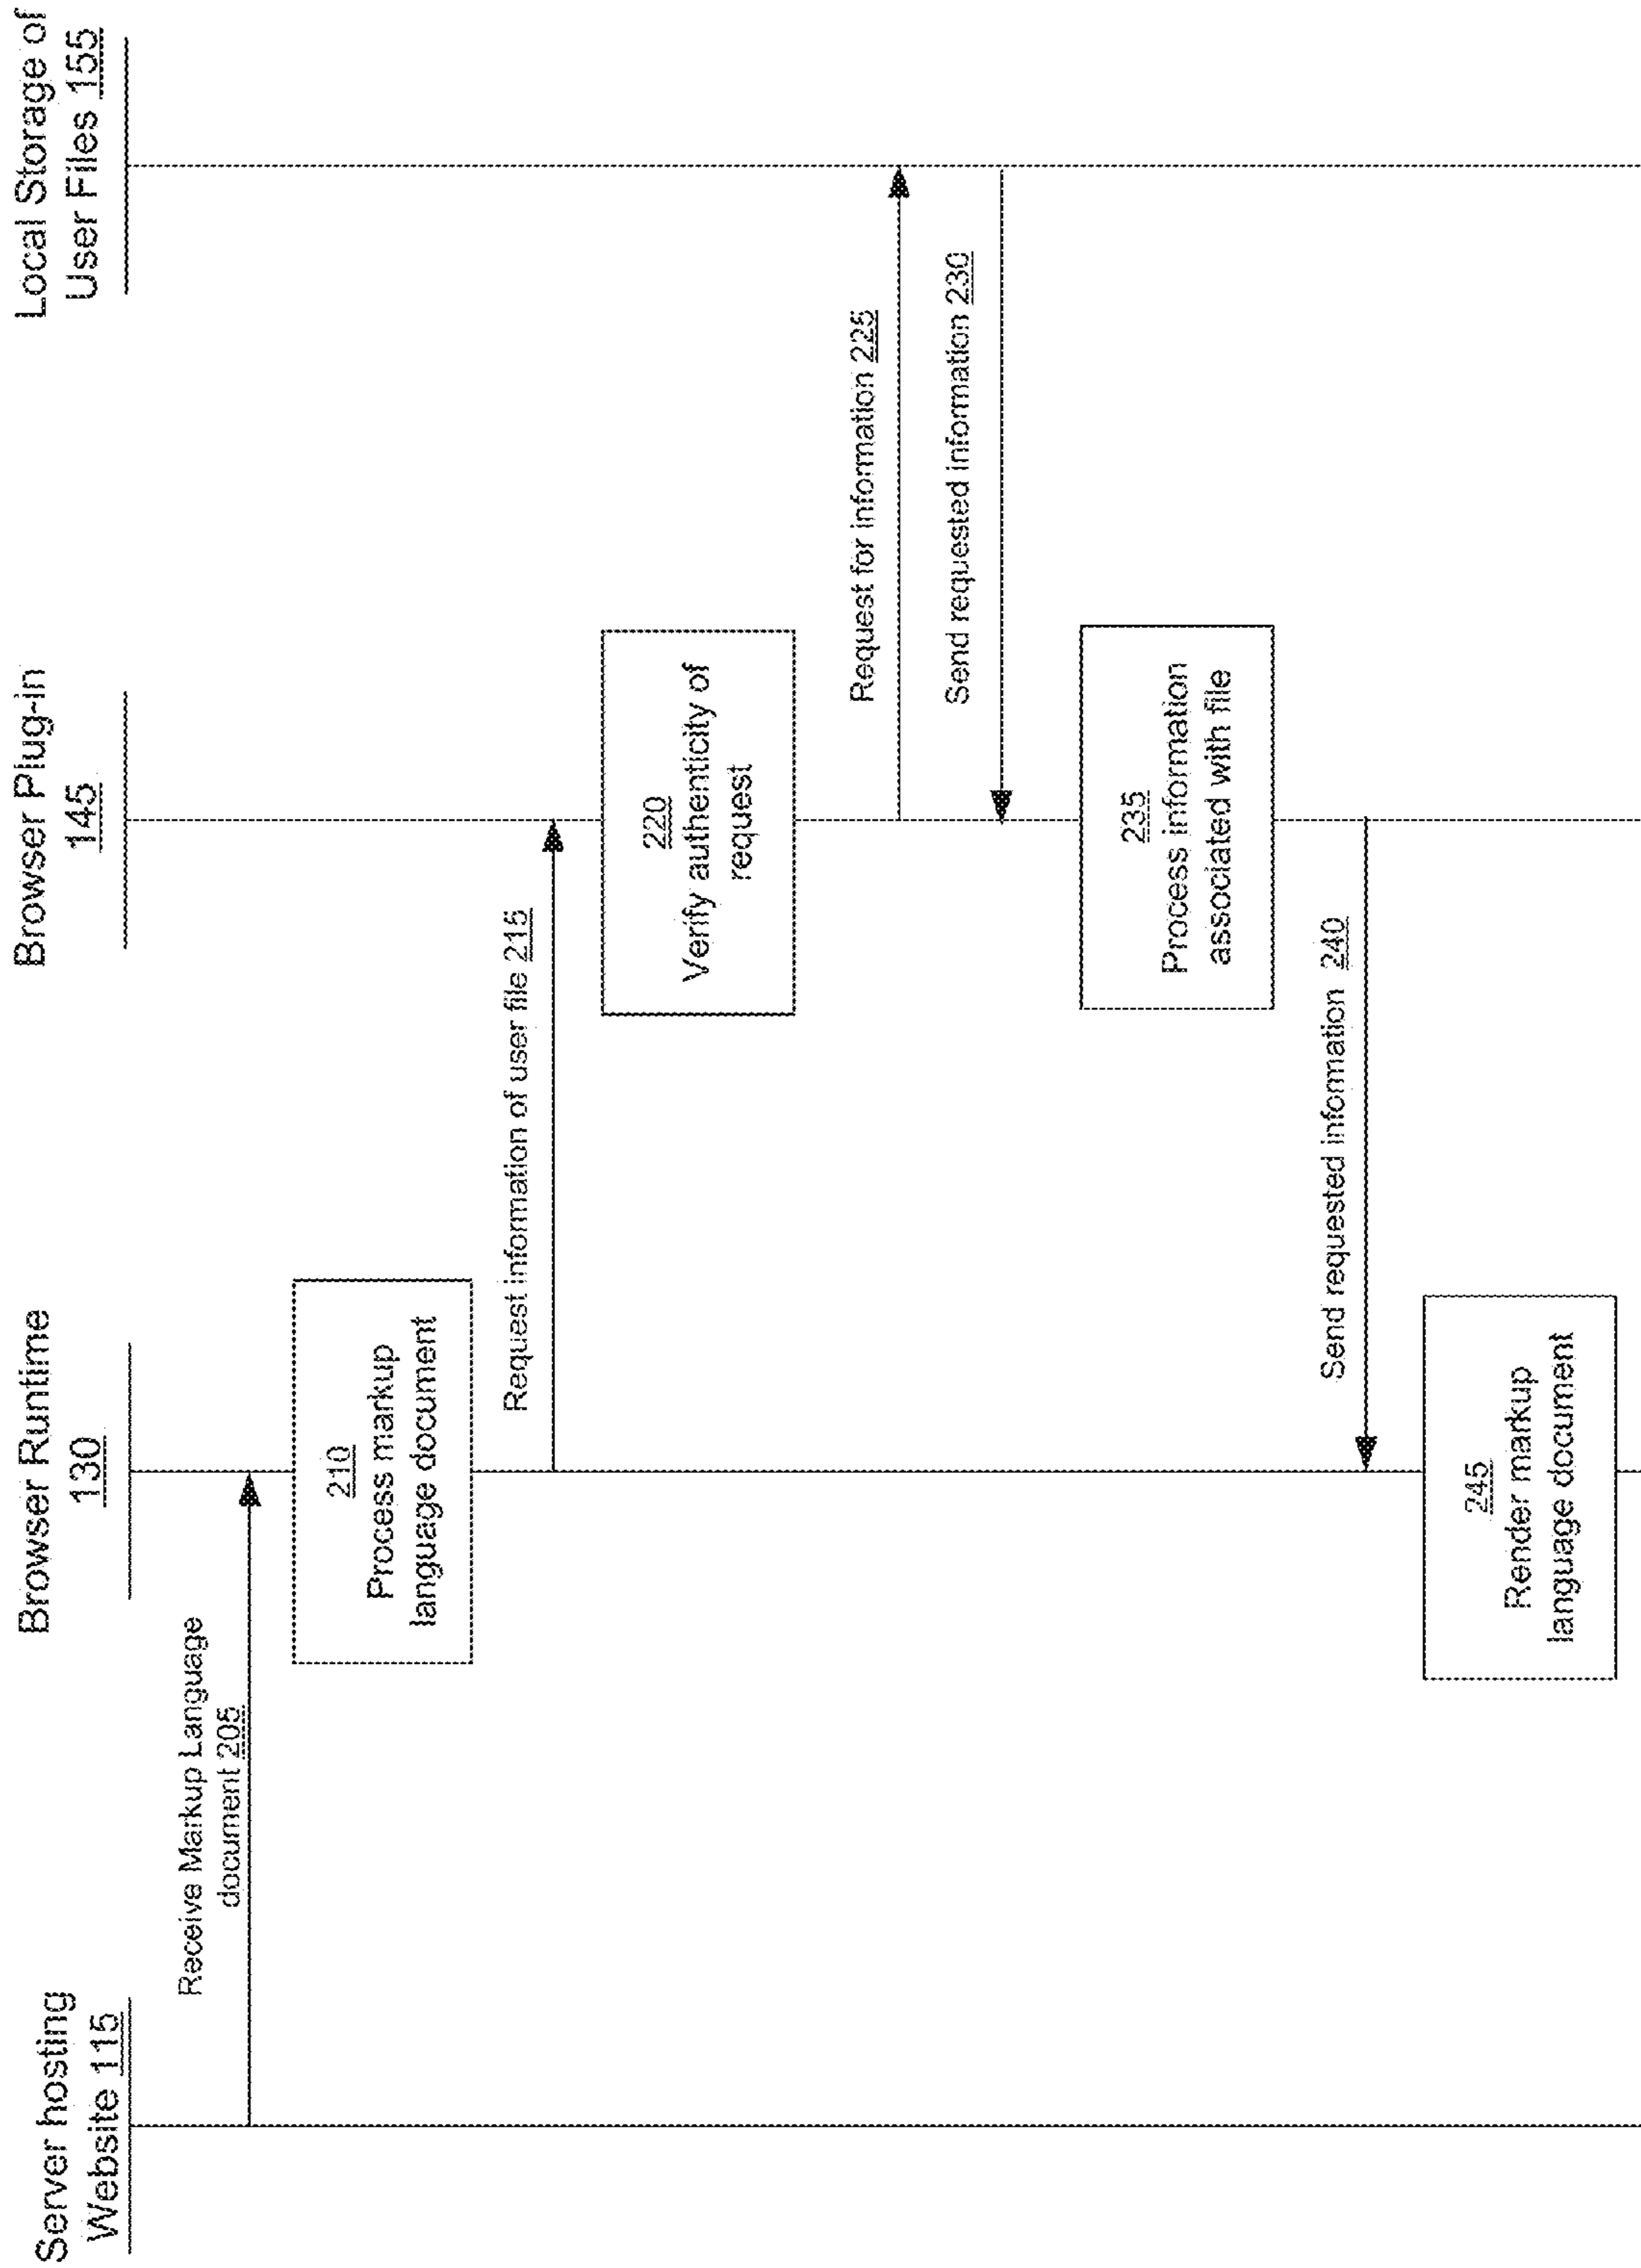 Server hosting
Website 115
Browser Runtime
130
Browser Plug-in
145
Local Storage of
User Files 155
Receive Markup Language
document 205
210
Process markup
language document
Request information of user file 215
220
Verify authenticity of
request
Request for information 225
Send requested information 230
235
Process information
associated with file
Send requested information 240
245
Render markup
language document